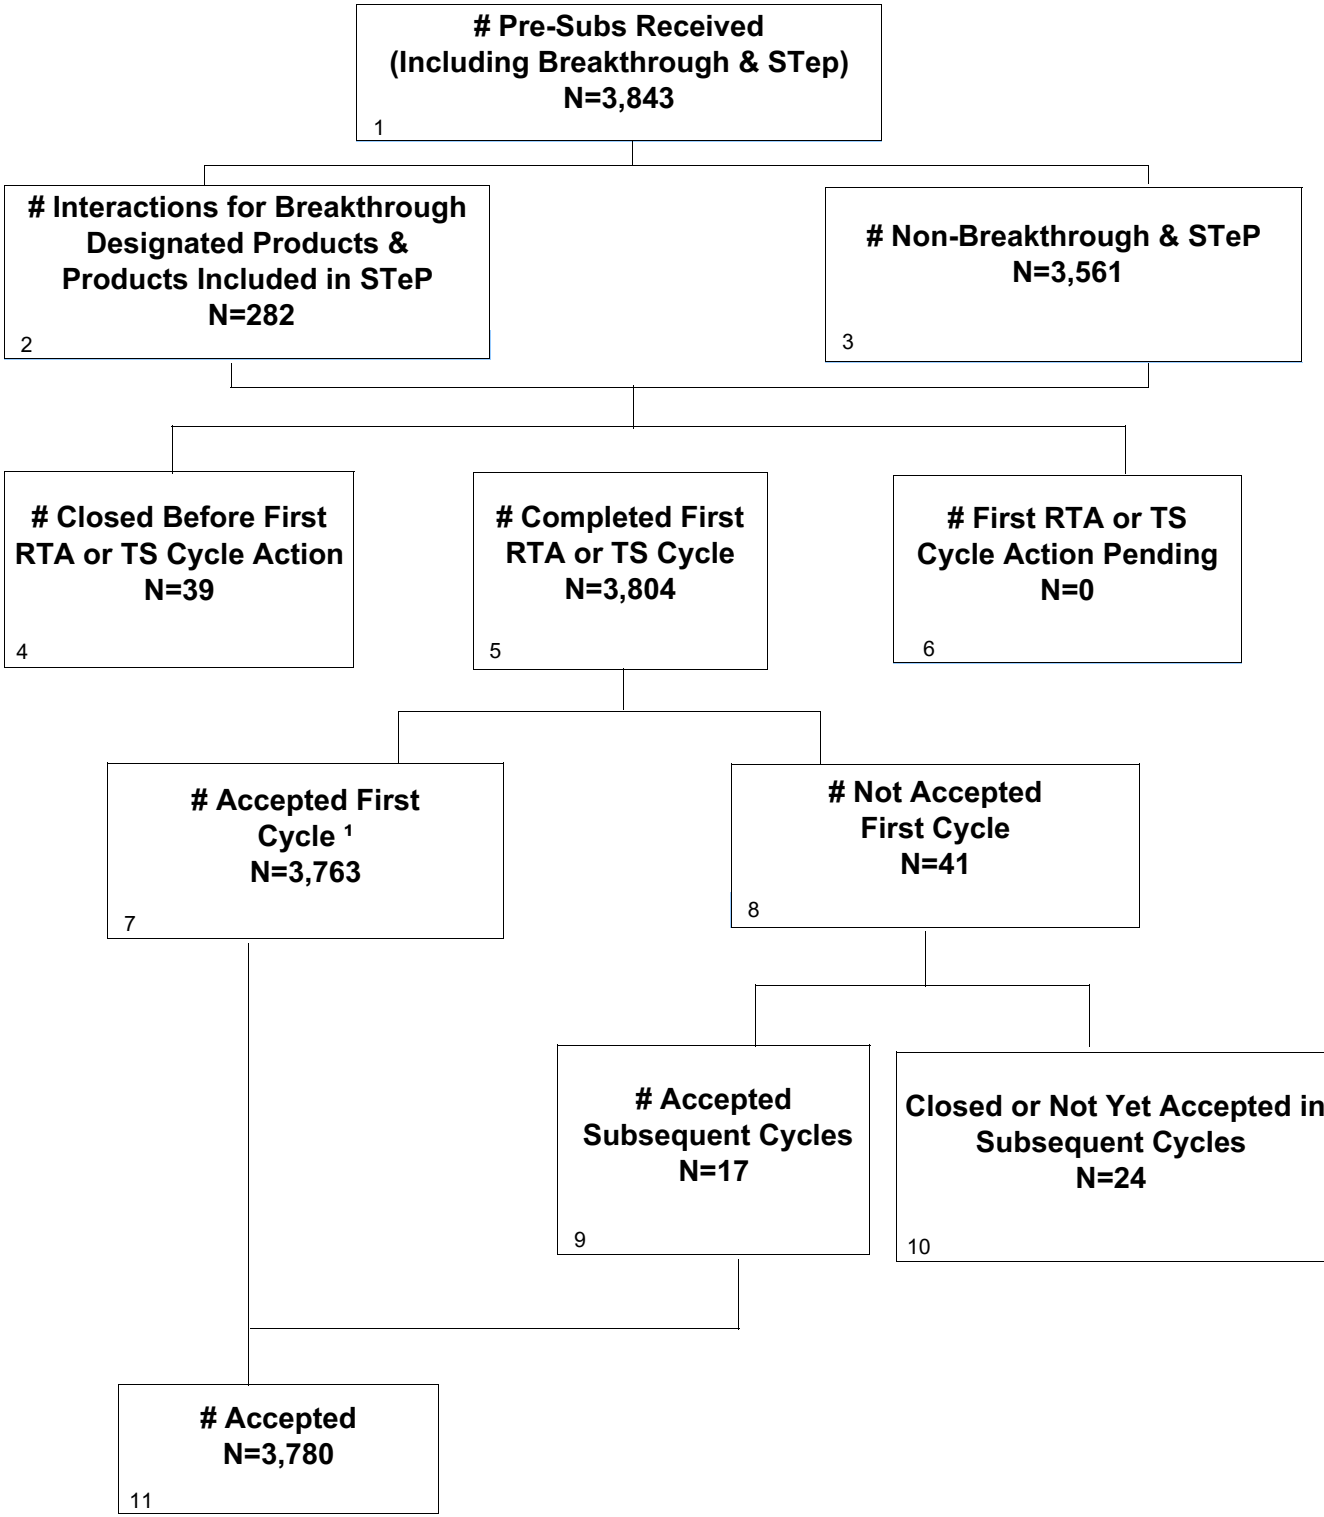 # Pre-Subs Received
(Including Breakthrough & STep)
N=3,843
1
# Interactions for Breakthrough
Designated Products &
Products Included in STeP
N=282
2
# Non-Breakthrough & STeP
N=3,561
3
# Closed Before First
RTA or TS Cycle Action
N=39
4
# Completed First
RTA or TS Cycle
N=3,804
5
# First RTA or TS
Cycle Action Pending
N=0
6
# Accepted First
Cycle ¹
N=3,763
7
# Not Accepted
First Cycle
N=41
8
# Accepted
Subsequent Cycles
N=17
9
Closed or Not Yet Accepted in
Subsequent Cycles
N=24
10
# Accepted
N=3,780
11